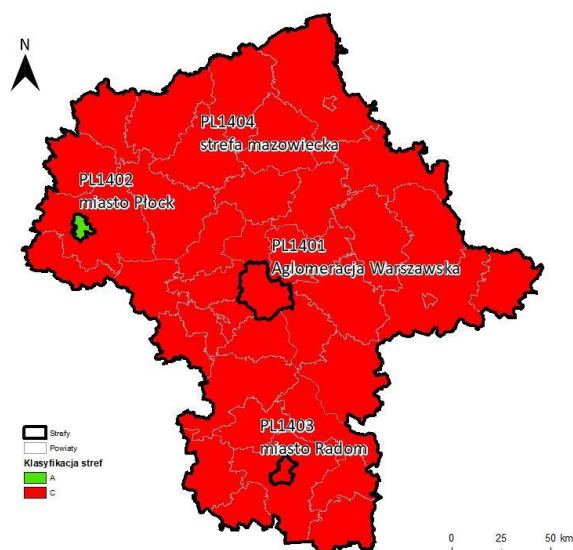 N
PL1404
strefa mazowiecka
PL1402
miasto Płock
PL1401
Aglomeracja Warszawska
PL1403
miasto Radom
Strefy
Powiaty
Klasyfikacja stref
A
C
0 25 50 km